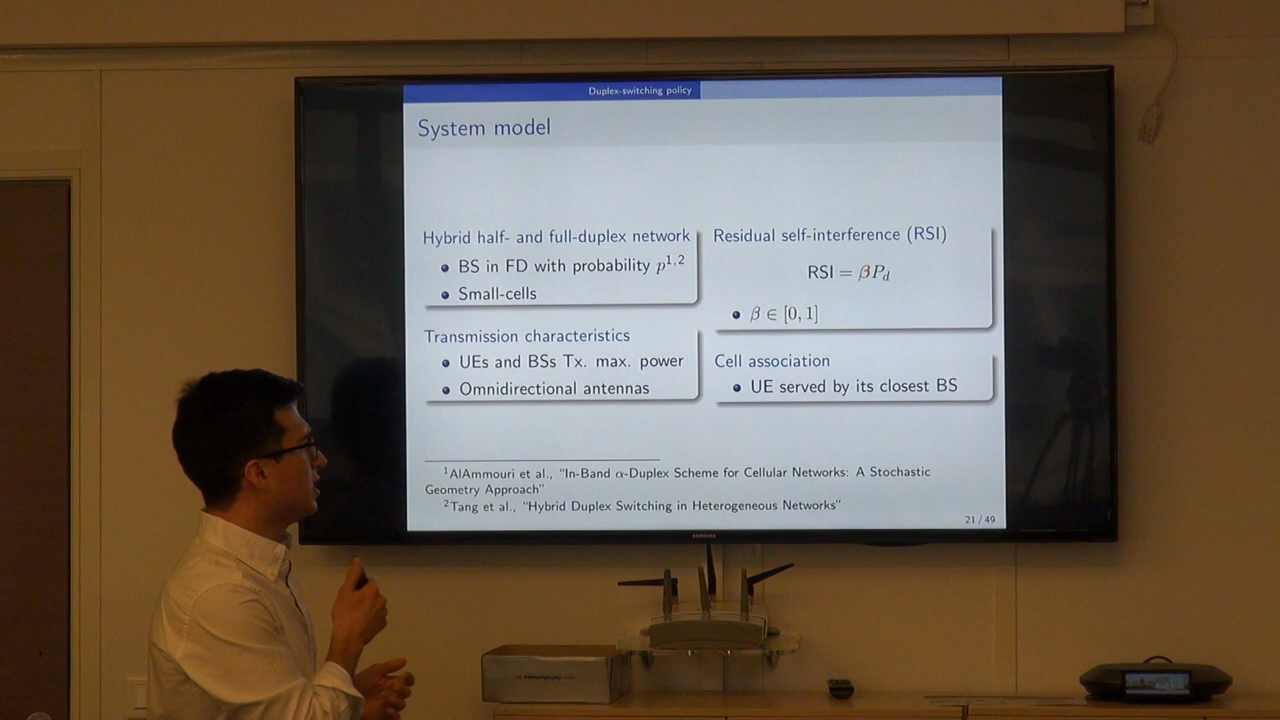 Duplex-switching policy
System model
Hybrid half- and full-duplex network
BS in FD with probability p¹,²
Small-cells
Transmission characteristics
UEs and BSs Tx. max. power
Omnidirectional antennas
Residual self-interference (RSI)
RSI = βP_d
β ∈ [0, 1]
Cell association
UE served by its closest BS
¹AlAmmouri et al., “In-Band α-Duplex Scheme for Cellular Networks: A Stochastic
Geometry Approach”
²Tang et al., “Hybrid Duplex Switching in Heterogeneous Networks”
21 / 49
SAMSUNG